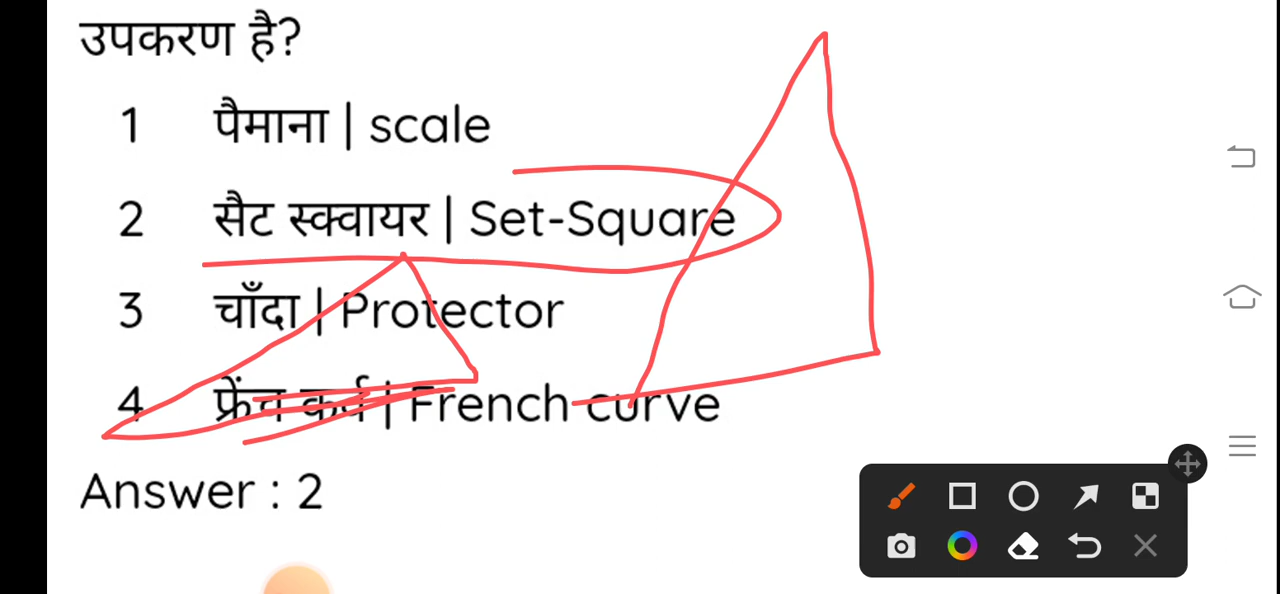 उपकरण है?
1 पैमाना | scale
2 सैट स्क्वायर | Set-Square
3 चाँदा | Protector
4 फ्रेंच कर्व | French curve
Answer : 2